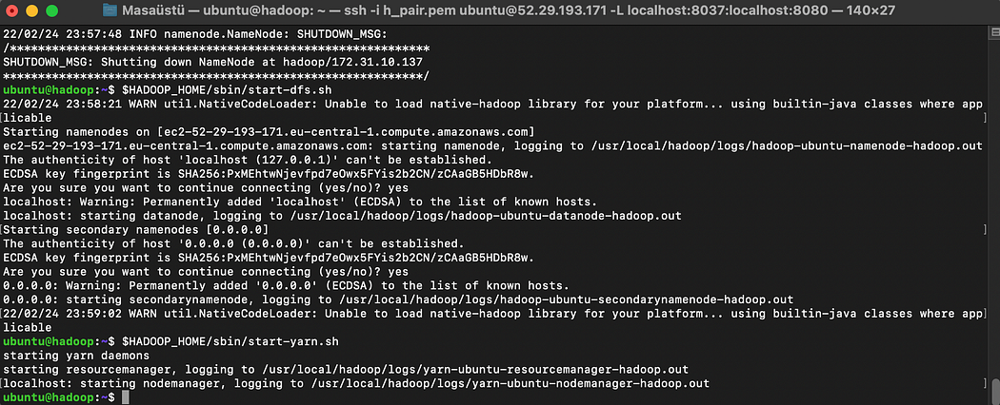 Masaüstü — ubuntu@hadoop: ~ — ssh -i h_pair.pem ubuntu@52.29.193.171 -L localhost:8037:localhost:8080 — 140×27
22/02/24 23:57:48 INFO namenode.NameNode: SHUTDOWN_MSG:
/************************************************************
SHUTDOWN_MSG: Shutting down NameNode at hadoop/172.31.10.137
************************************************************/
ubuntu@hadoop:~$ $HADOOP_HOME/sbin/start-dfs.sh
22/02/24 23:58:21 WARN util.NativeCodeLoader: Unable to load native-hadoop library for your platform... using builtin-java classes where app
[licable ]
Starting namenodes on [ec2-52-29-193-171.eu-central-1.compute.amazonaws.com]
ec2-52-29-193-171.eu-central-1.compute.amazonaws.com: starting namenode, logging to /usr/local/hadoop/logs/hadoop-ubuntu-namenode-hadoop.out
The authenticity of host 'localhost (127.0.0.1)' can't be established.
ECDSA key fingerprint is SHA256:PxMEhtwNjevfpd7eOwx5FYis2b2CN/zCAaGB5HDbR8w.
Are you sure you want to continue connecting (yes/no)? yes
localhost: Warning: Permanently added 'localhost' (ECDSA) to the list of known hosts.
localhost: starting datanode, logging to /usr/local/hadoop/logs/hadoop-ubuntu-datanode-hadoop.out
[Starting secondary namenodes [0.0.0.0] ]
The authenticity of host '0.0.0.0 (0.0.0.0)' can't be established.
ECDSA key fingerprint is SHA256:PxMEhtwNjevfpd7eOwx5FYis2b2CN/zCAaGB5HDbR8w.
Are you sure you want to continue connecting (yes/no)? yes
0.0.0.0: Warning: Permanently added '0.0.0.0' (ECDSA) to the list of known hosts.
0.0.0.0: starting secondarynamenode, logging to /usr/local/hadoop/logs/hadoop-ubuntu-secondarynamenode-hadoop.out
[22/02/24 23:59:02 WARN util.NativeCodeLoader: Unable to load native-hadoop library for your platform... using builtin-java classes where app]
licable
ubuntu@hadoop:~$ $HADOOP_HOME/sbin/start-yarn.sh
starting yarn daemons
starting resourcemanager, logging to /usr/local/hadoop/logs/yarn-ubuntu-resourcemanager-hadoop.out
[localhost: starting nodemanager, logging to /usr/local/hadoop/logs/yarn-ubuntu-nodemanager-hadoop.out ]
ubuntu@hadoop:~$